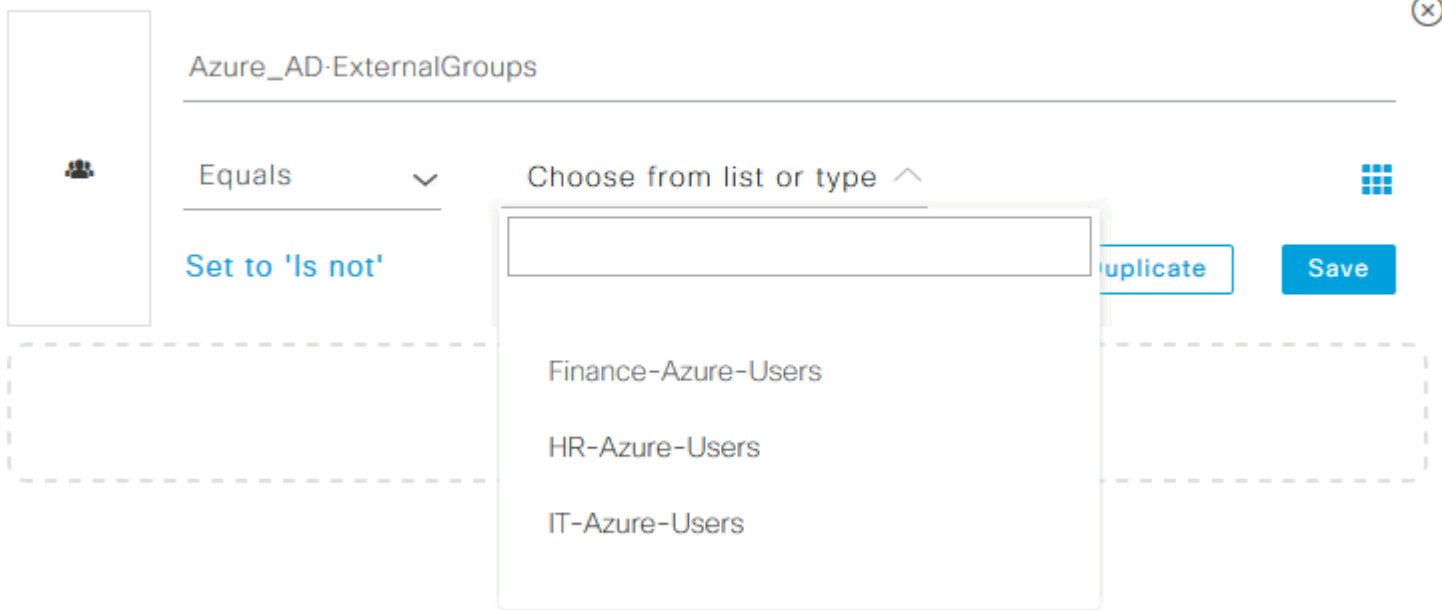 Azure_AD·ExternalGroups
Equals
Choose from list or type
Set to 'Is not'
uplicate
Save
Finance-Azure-Users
HR-Azure-Users
IT-Azure-Users